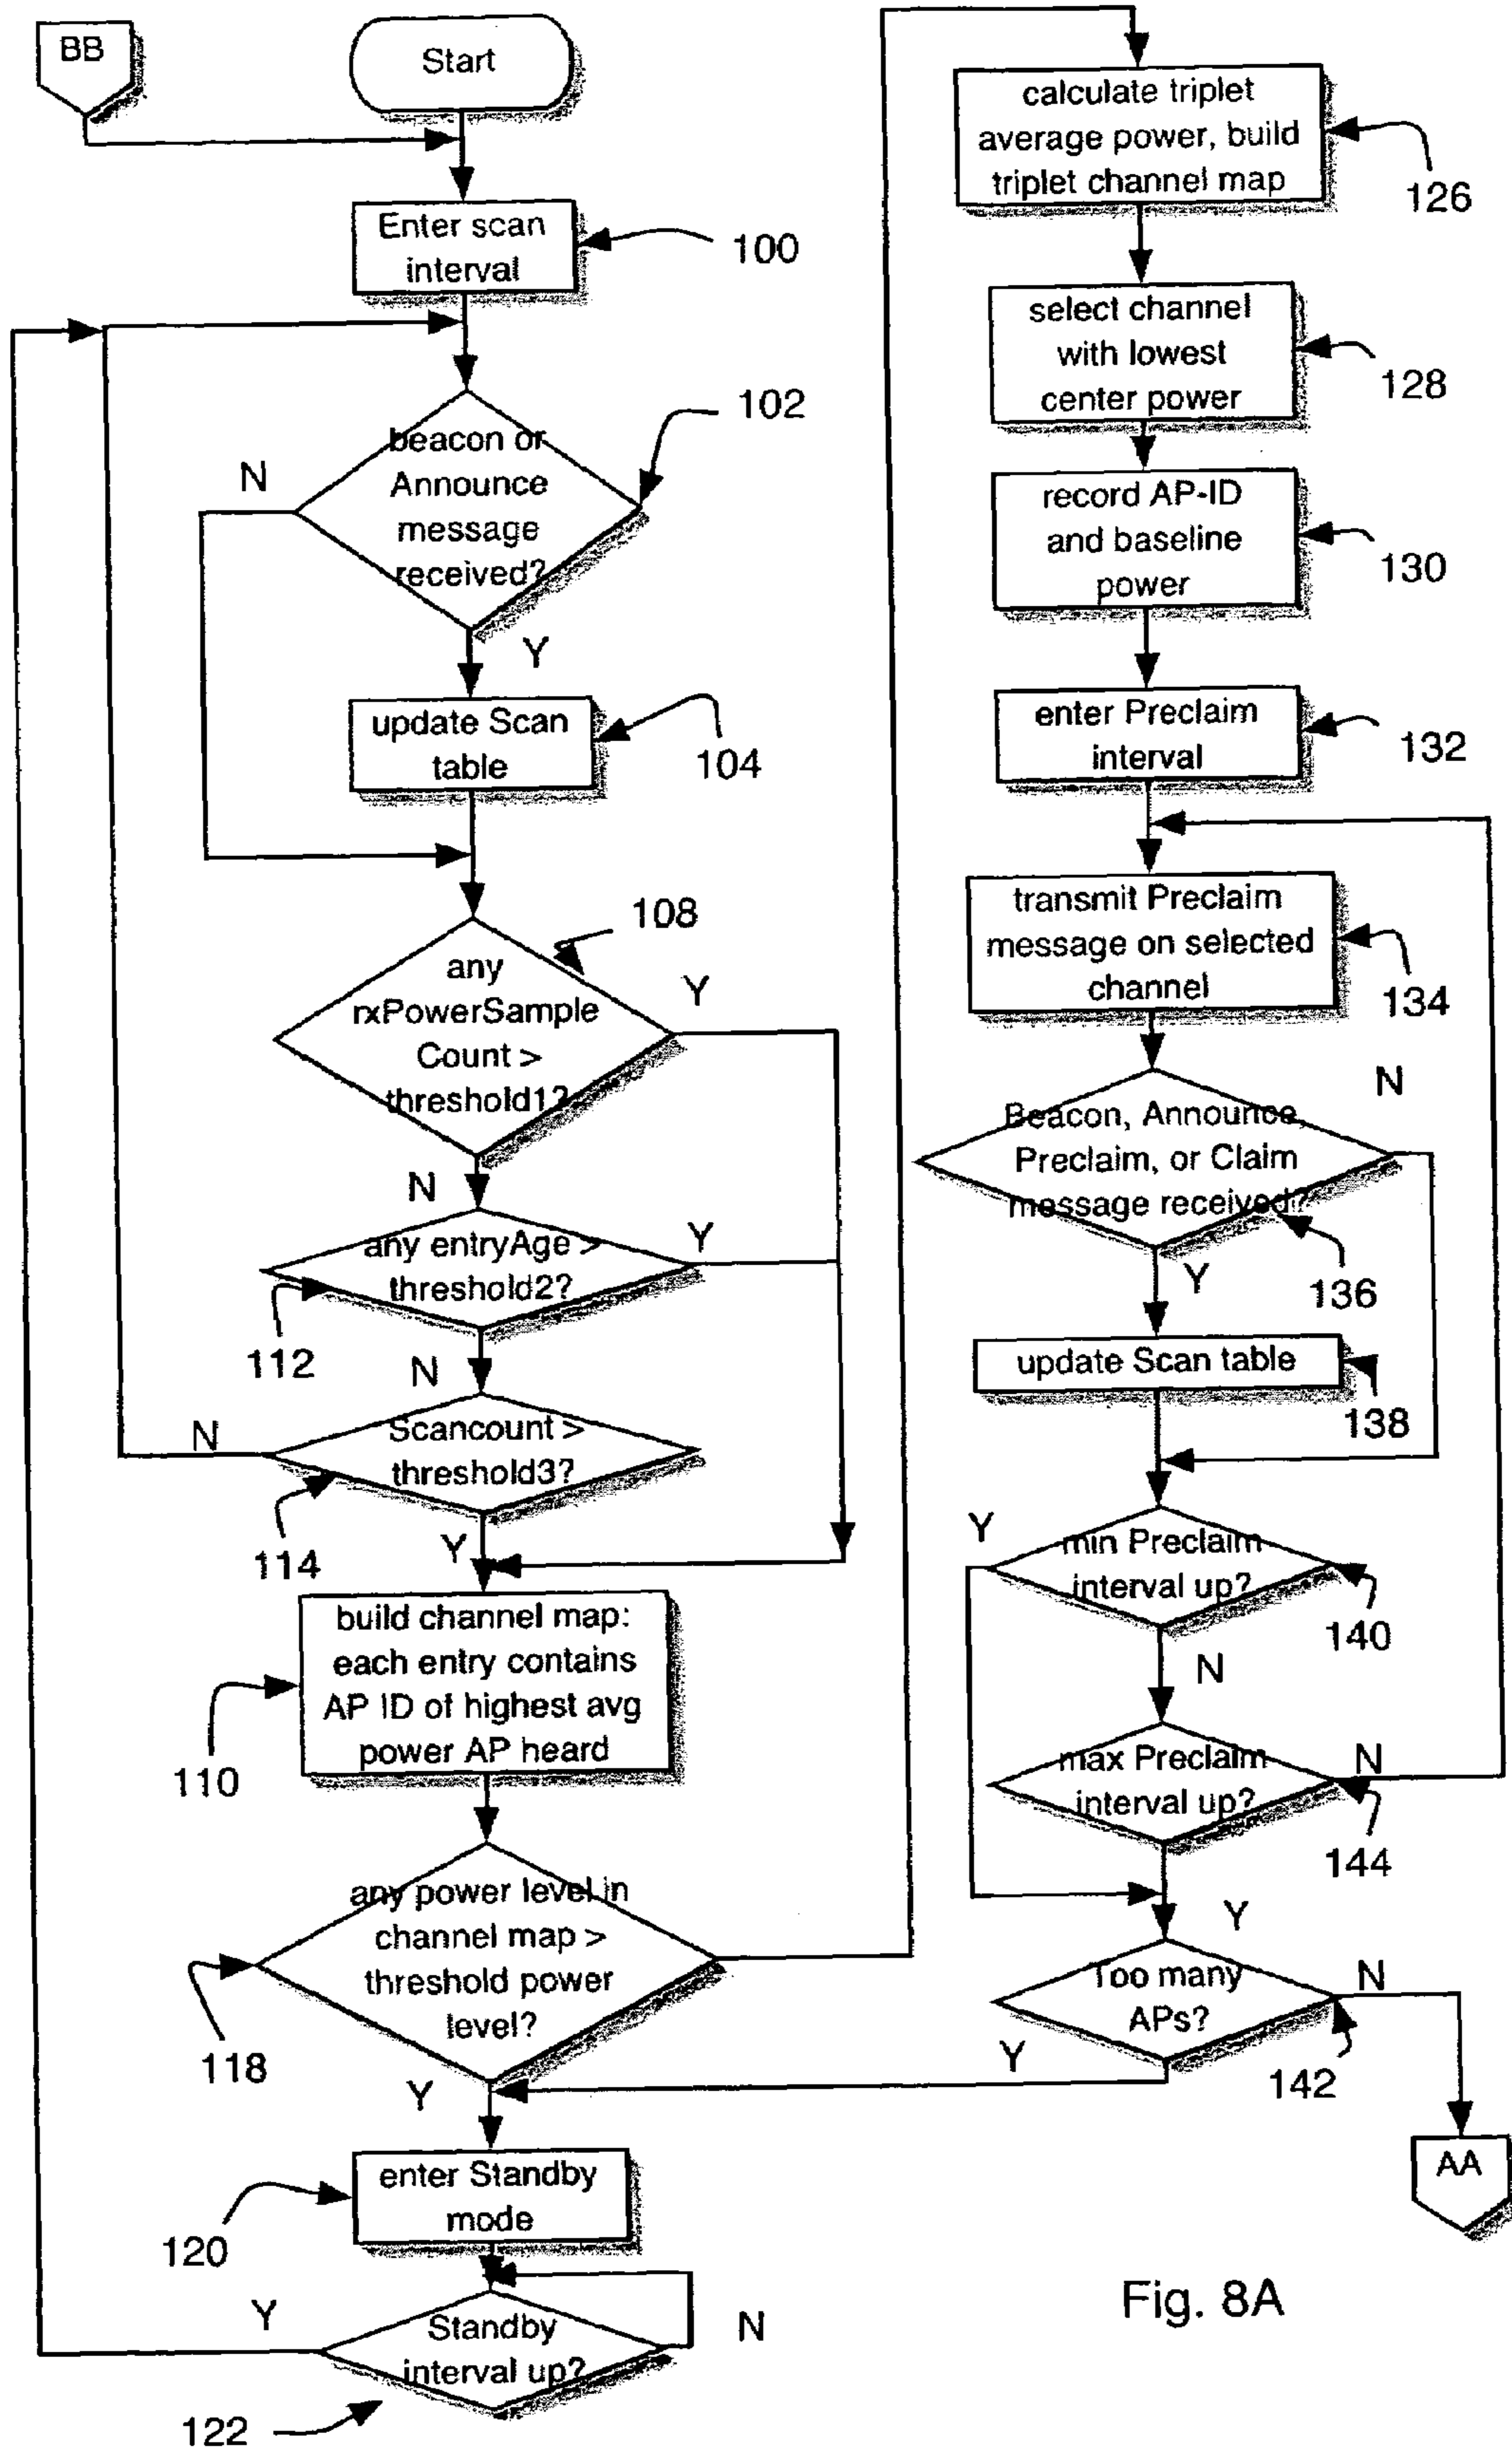 BB
Start
Enter scan
interval
100
beacon or
Announce
message
received?
102
N
Y
update Scan
table
104
any
rxPowerSample
Count >
threshold1?
108
Y
N
any entryAge >
threshold2?
Y
112
N
Scancount >
threshold3?
N
114
Y
build channel map:
each entry contains
AP ID of highest avg
power AP heard
110
any power level in
channel map >
threshold power
level?
118
Y
enter Standby
mode
120
Standby
interval up?
Y
N
122
calculate triplet
average power, build
triplet channel map
126
select channel
with lowest
center power
128
record AP-ID
and baseline
power
130
enter Preclaim
interval
132
transmit Preclaim
message on selected
channel
134
Beacon, Announce,
Preclaim, or Claim
message received?
N
136
Y
update Scan table
138
min Preclaim
interval up?
Y
140
N
max Preclaim
interval up?
N
144
Y
Too many
APs?
N
Y
142
AA
Fig. 8A